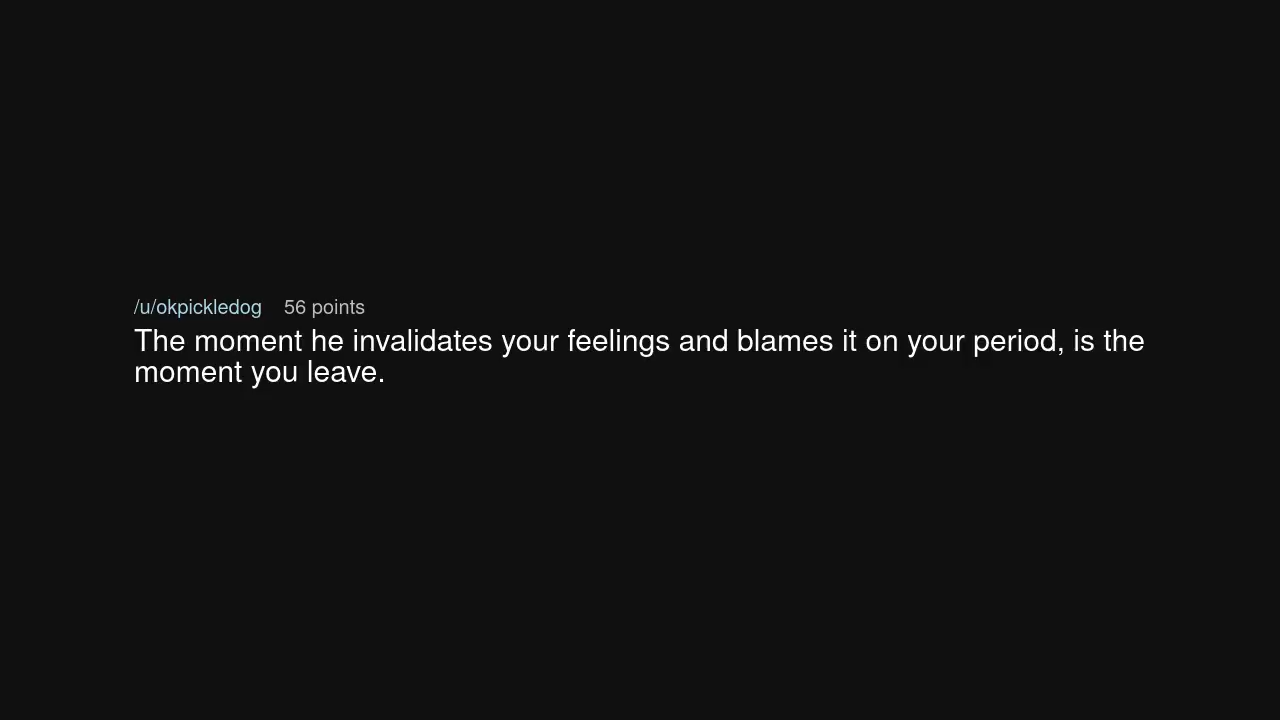 /u/okpickledog 56 points
The moment he invalidates your feelings and blames it on your period, is the
moment you leave.